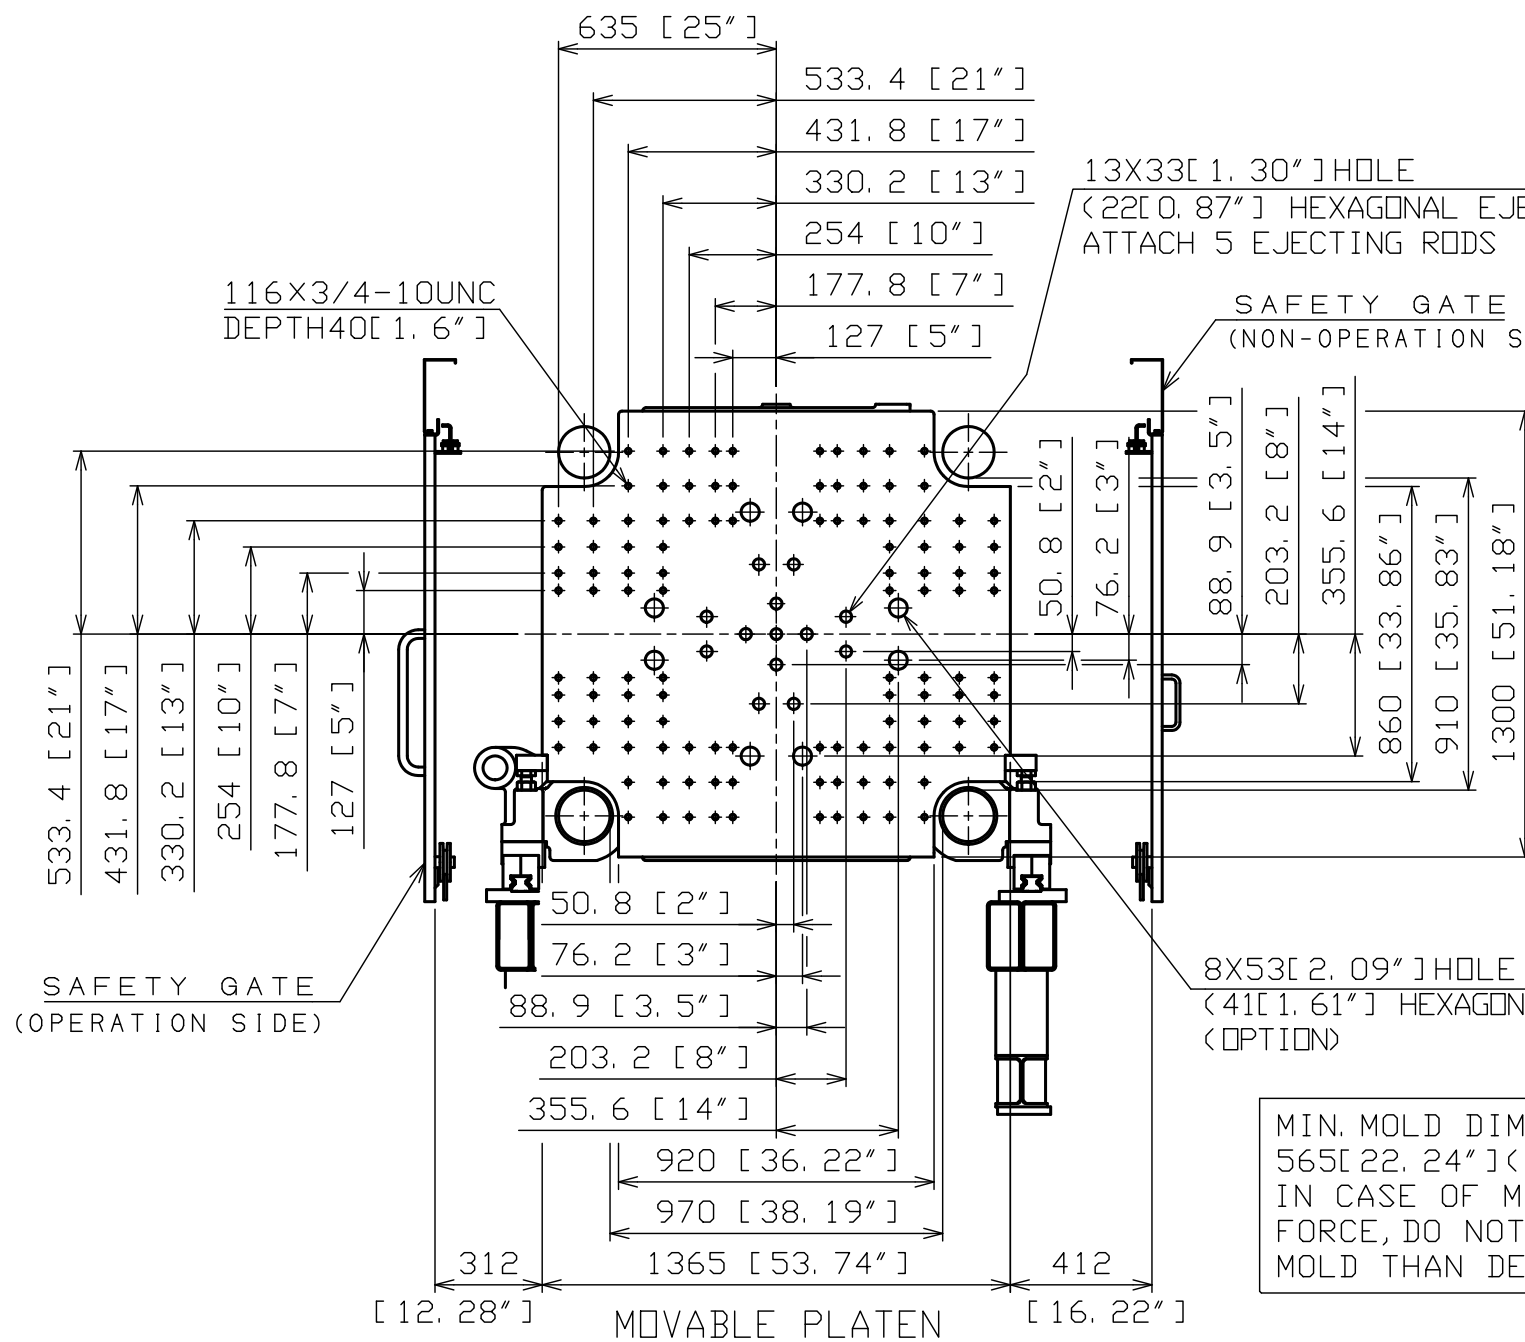 635 [25″]
533.4 [21″]
431.8 [17″]
330.2 [13″]
254 [10″]
177.8 [7″]
127 [5″]
13X33[1.30″]HOLE
(22[0.87″] HEXAGONAL EJE
ATTACH 5 EJECTING RODS
116×3/4-10UNC
DEPTH40[1.6″]
SAFETY GATE
(NON-OPERATION S
533.4 [21″]
431.8 [17″]
330.2 [13″]
254 [10″]
177.8 [7″]
127 [5″]
50.8 [2″]
76.2 [3″]
88.9 [3.5″]
203.2 [8″]
355.6 [14″]
860 [33.86″]
910 [35.83″]
1300 [51.18″]
50.8 [2″]
76.2 [3″]
88.9 [3.5″]
203.2 [8″]
355.6 [14″]
920 [36.22″]
970 [38.19″]
312
[12.28″]
1365 [53.74″]
412
[16.22″]
SAFETY GATE
(OPERATION SIDE)
8X53[2.09″]HOLE
(41[1.61″] HEXAGON
(OPTION)
MIN. MOLD DIM
565[22.24″](
IN CASE OF M
FORCE, DO NOT
MOLD THAN DE
MOVABLE PLATEN